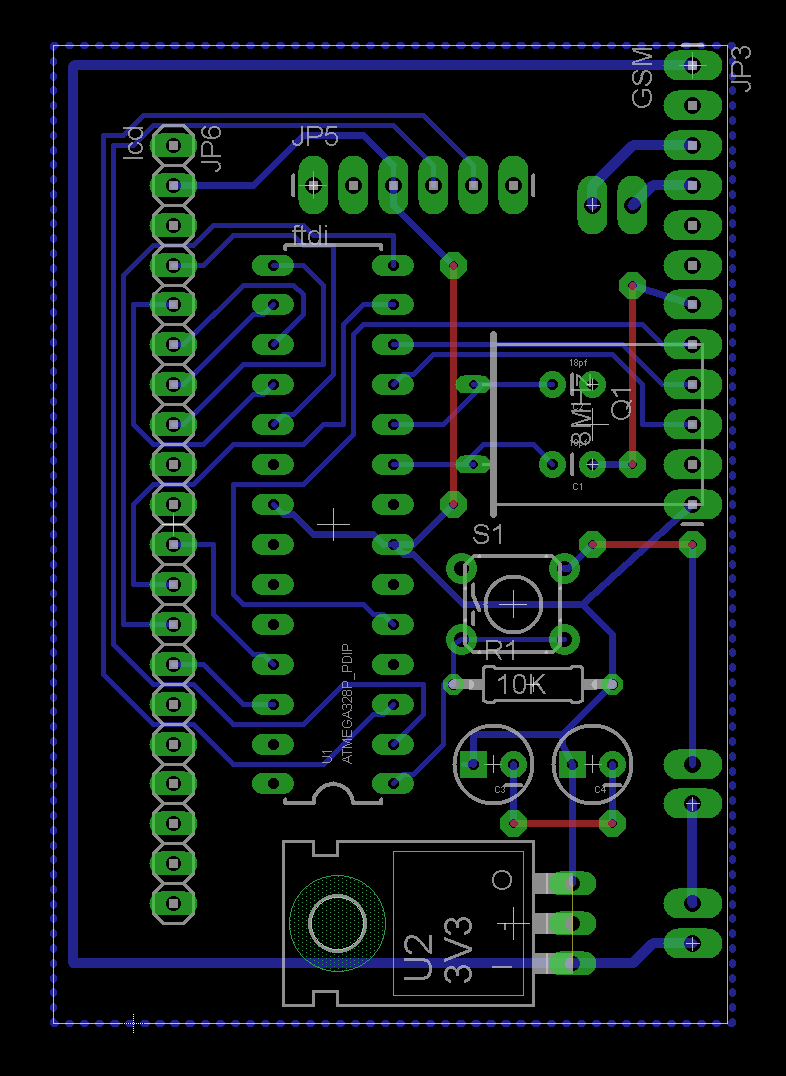 GSM
JP3
lcd
JP6
JP5
ftdi
18pf
8MHz
Q1
C1
S1
R1
10K
U1
ATMEGA328P_PDIP
C3
C4
U2
3V3
O
I